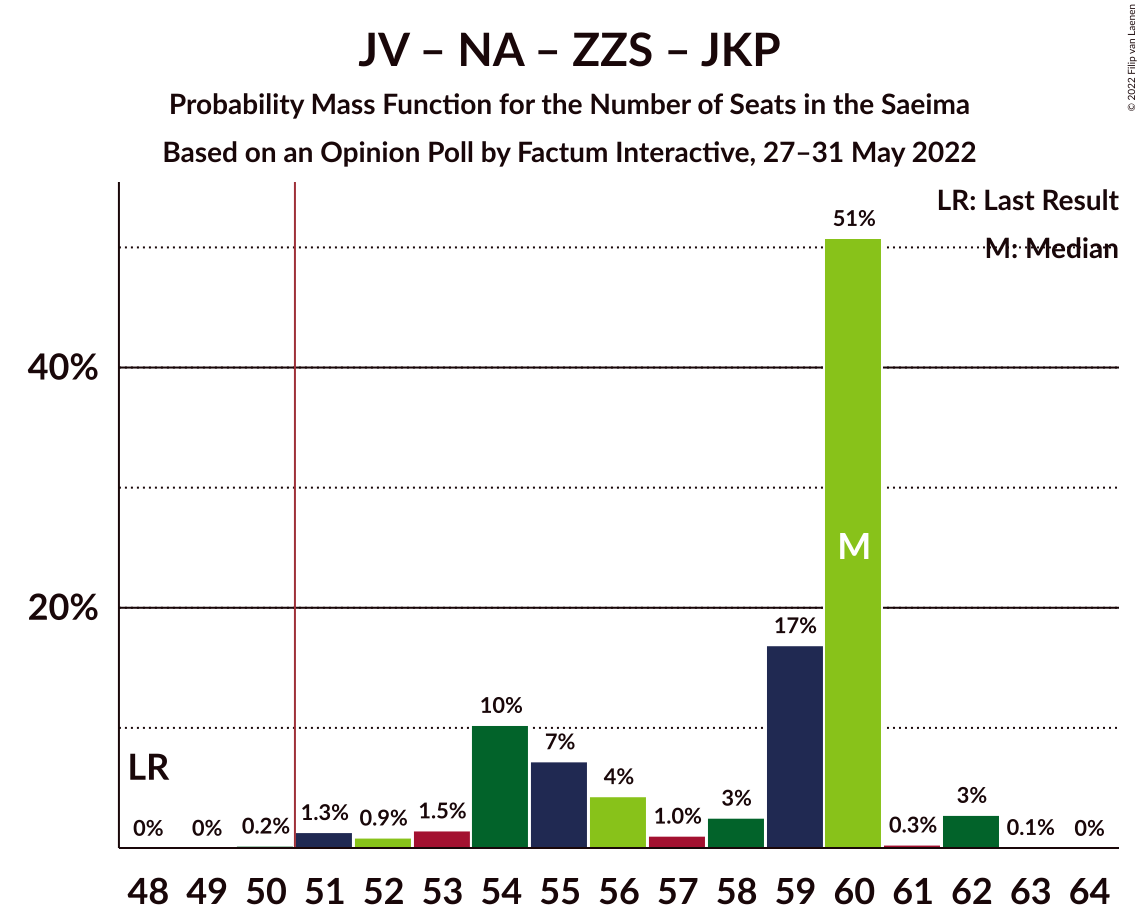 JV – NA – ZZS – JKP
Probability Mass Function for the Number of Seats in the Saeima
Based on an Opinion Poll by Factum Interactive, 27–31 May 2022
© 2022 Filip van Laenen
LR: Last Result
M: Median
51%
40%
M
20%
17%
10%
7%
LR
4%
3%
3%
0%
0%
0.2%
1.3%
0.9%
1.5%
1.0%
0.3%
0.1%
0%
48 49 50 51 52 53 54 55 56 57 58 59 60 61 62 63 64